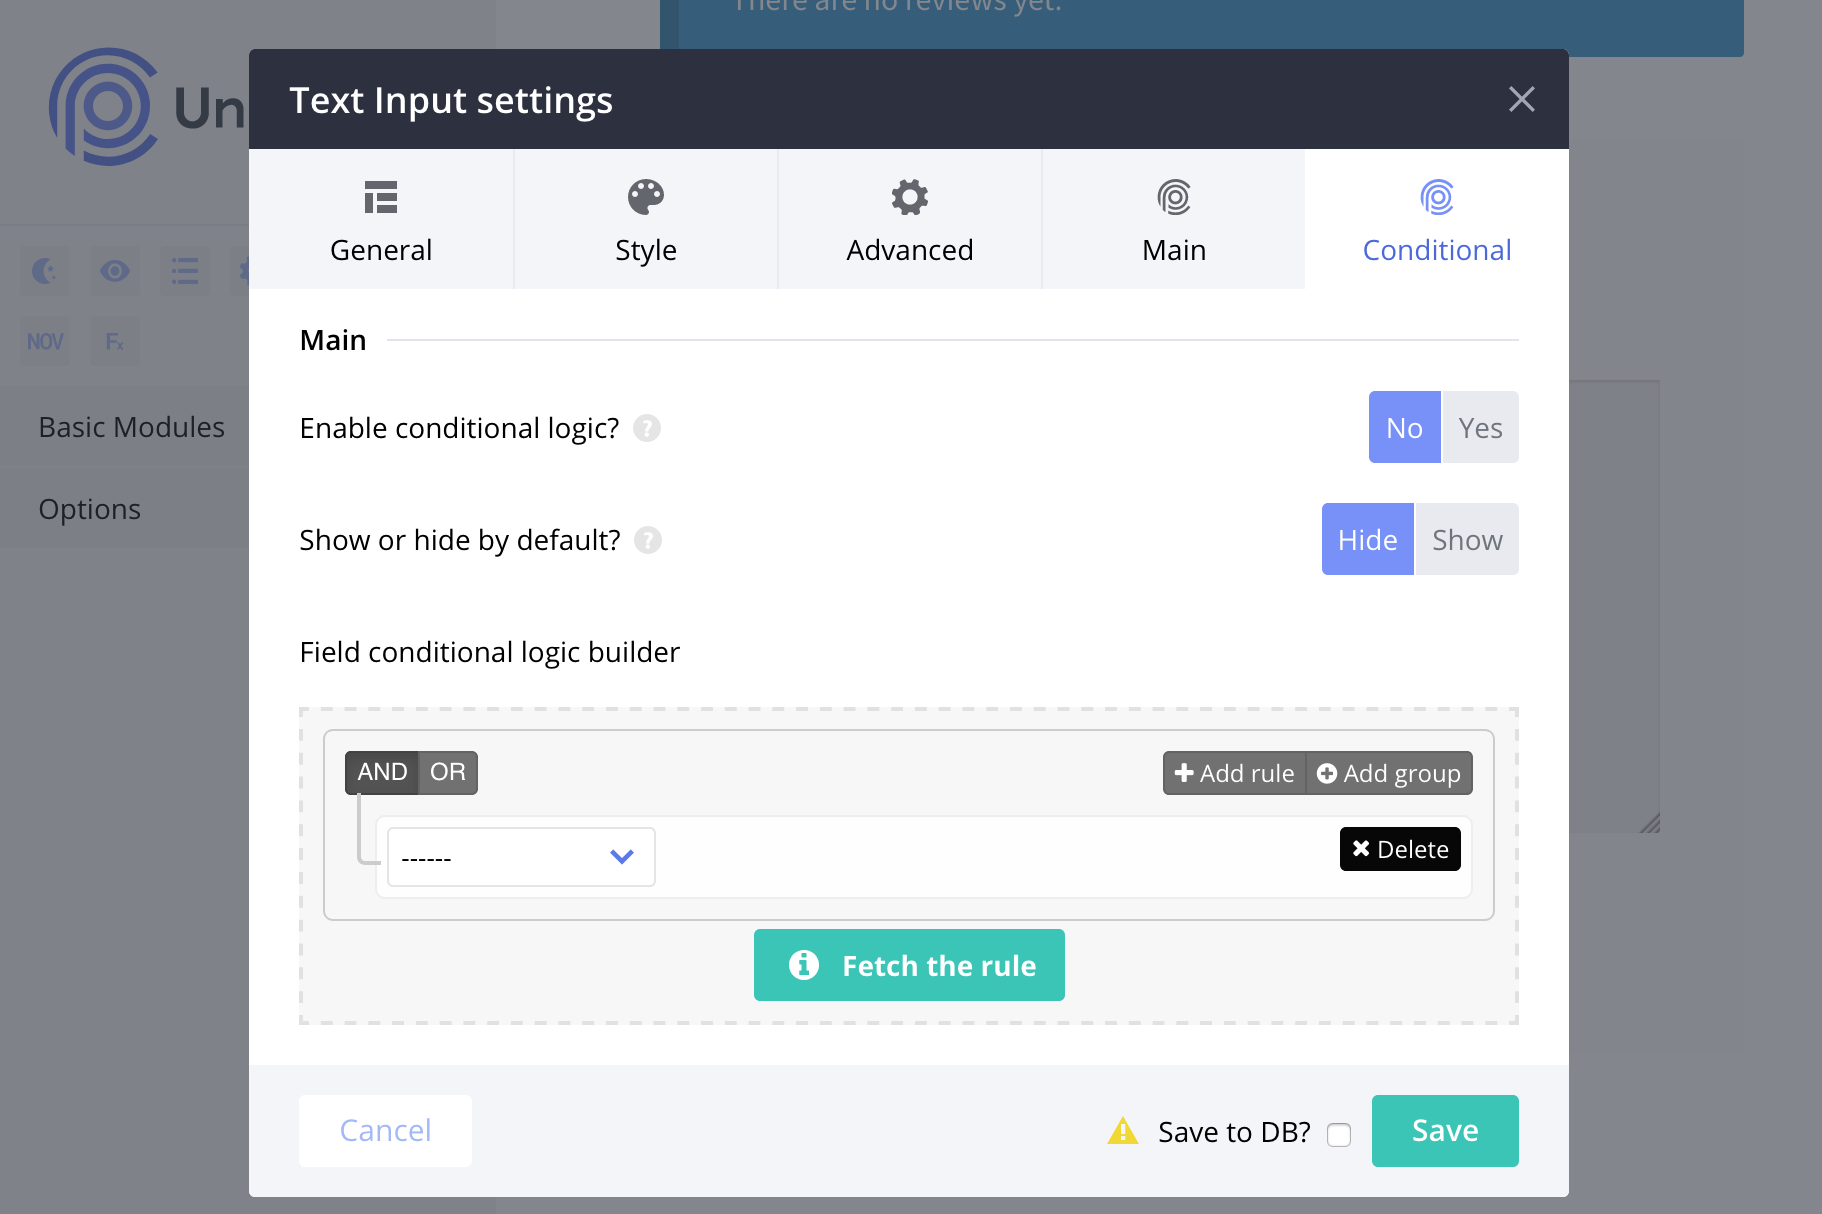 There are no reviews yet.
Un
Text Input settings
General
Style
Advanced
Main
Conditional
NOV
Fx
Basic Modules
Options
Main
Enable conditional logic? ?
No
Yes
Show or hide by default? ?
Hide
Show
Field conditional logic builder
AND
OR
Add rule
Add group
------
Delete
Fetch the rule
Cancel
Save to DB?
Save